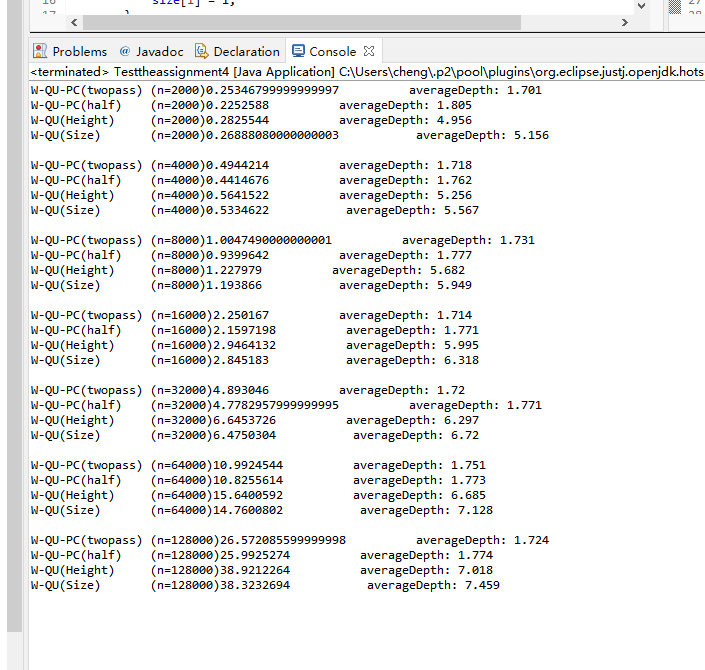 size[i] = 1;
27
Problems @ Javadoc Declaration Console
<terminated> Testtheassignment4 [Java Application] C:\Users\cheng\.p2\pool\plugins\org.eclipse.justj.openjdk.hots
W-QU-PC(twopass) (n=2000)0.25346799999999997 averageDepth: 1.701
W-QU-PC(half) (n=2000)0.2252588 averageDepth: 1.805
W-QU(Height) (n=2000)0.2825544 averageDepth: 4.956
W-QU(Size) (n=2000)0.26888080000000003 averageDepth: 5.156
W-QU-PC(twopass) (n=4000)0.4944214 averageDepth: 1.718
W-QU-PC(half) (n=4000)0.4414676 averageDepth: 1.762
W-QU(Height) (n=4000)0.5641522 averageDepth: 5.256
W-QU(Size) (n=4000)0.5334622 averageDepth: 5.567
W-QU-PC(twopass) (n=8000)1.0047490000000001 averageDepth: 1.731
W-QU-PC(half) (n=8000)0.9399642 averageDepth: 1.777
W-QU(Height) (n=8000)1.227979 averageDepth: 5.682
W-QU(Size) (n=8000)1.193866 averageDepth: 5.949
W-QU-PC(twopass) (n=16000)2.250167 averageDepth: 1.714
W-QU-PC(half) (n=16000)2.1597198 averageDepth: 1.771
W-QU(Height) (n=16000)2.9464132 averageDepth: 5.995
W-QU(Size) (n=16000)2.845183 averageDepth: 6.318
W-QU-PC(twopass) (n=32000)4.893046 averageDepth: 1.72
W-QU-PC(half) (n=32000)4.7782957999999995 averageDepth: 1.771
W-QU(Height) (n=32000)6.6453726 averageDepth: 6.297
W-QU(Size) (n=32000)6.4750304 averageDepth: 6.72
W-QU-PC(twopass) (n=64000)10.9924544 averageDepth: 1.751
W-QU-PC(half) (n=64000)10.8255614 averageDepth: 1.773
W-QU(Height) (n=64000)15.6400592 averageDepth: 6.685
W-QU(Size) (n=64000)14.7600802 averageDepth: 7.128
W-QU-PC(twopass) (n=128000)26.572085599999998 averageDepth: 1.724
W-QU-PC(half) (n=128000)25.9925274 averageDepth: 1.774
W-QU(Height) (n=128000)38.9212264 averageDepth: 7.018
W-QU(Size) (n=128000)38.3232694 averageDepth: 7.459